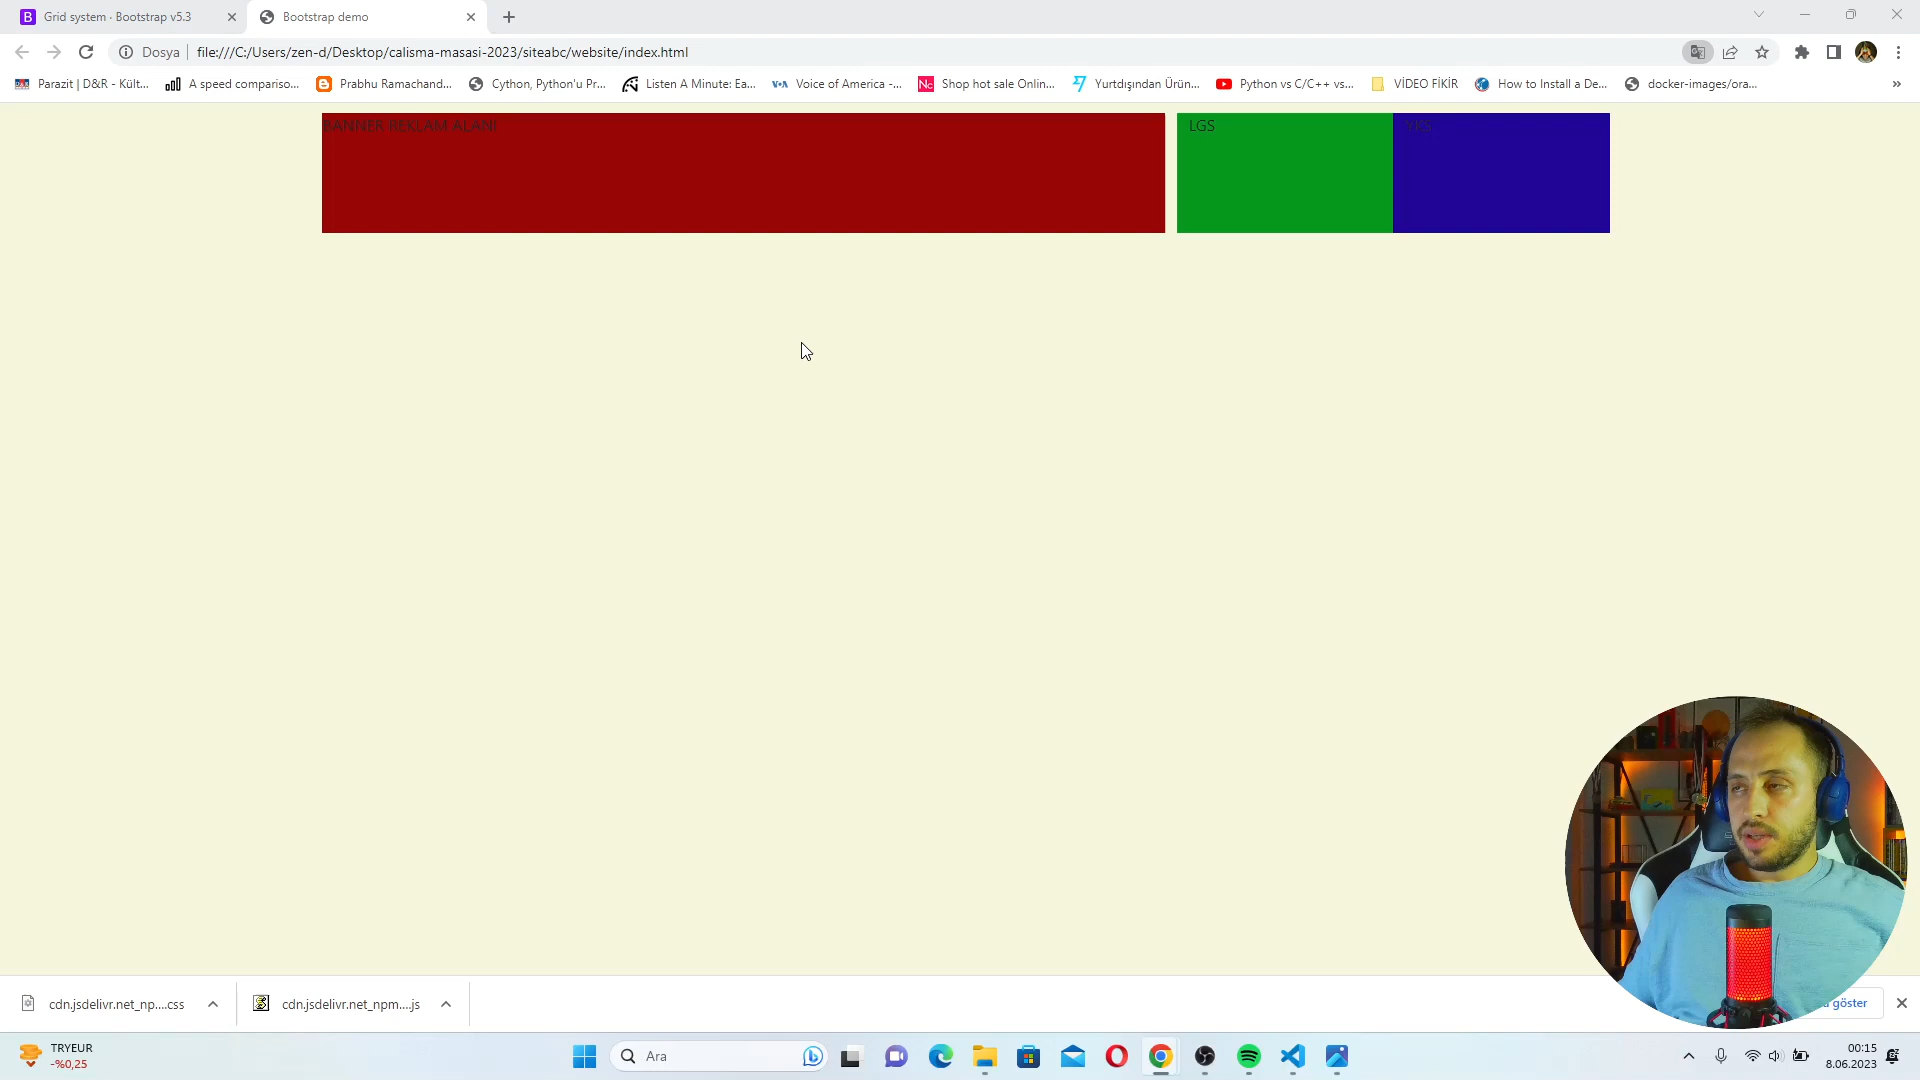 Grid system · Bootstrap v5.3
Bootstrap demo
Dosya
file:///C:/Users/zen-d/Desktop/calisma-masasi-2023/siteabc/website/index.html
Parazit | D&R - Kült...
A speed compariso...
Prabhu Ramachand...
Cython, Python'u Pr...
Listen A Minute: Ea...
Voice of America -...
Shop hot sale Onlin...
Yurtdışından Ürün...
Python vs C/C++ vs...
VİDEO FİKİR
How to Install a De...
docker-images/ora...
»
BANNER REKLAM ALANI
LGS
YKS
cdn.jsdelivr.net_np....css
cdn.jsdelivr.net_npm....js
göster
TRYEUR
-%0,25
Ara
00:15
8.06.2023